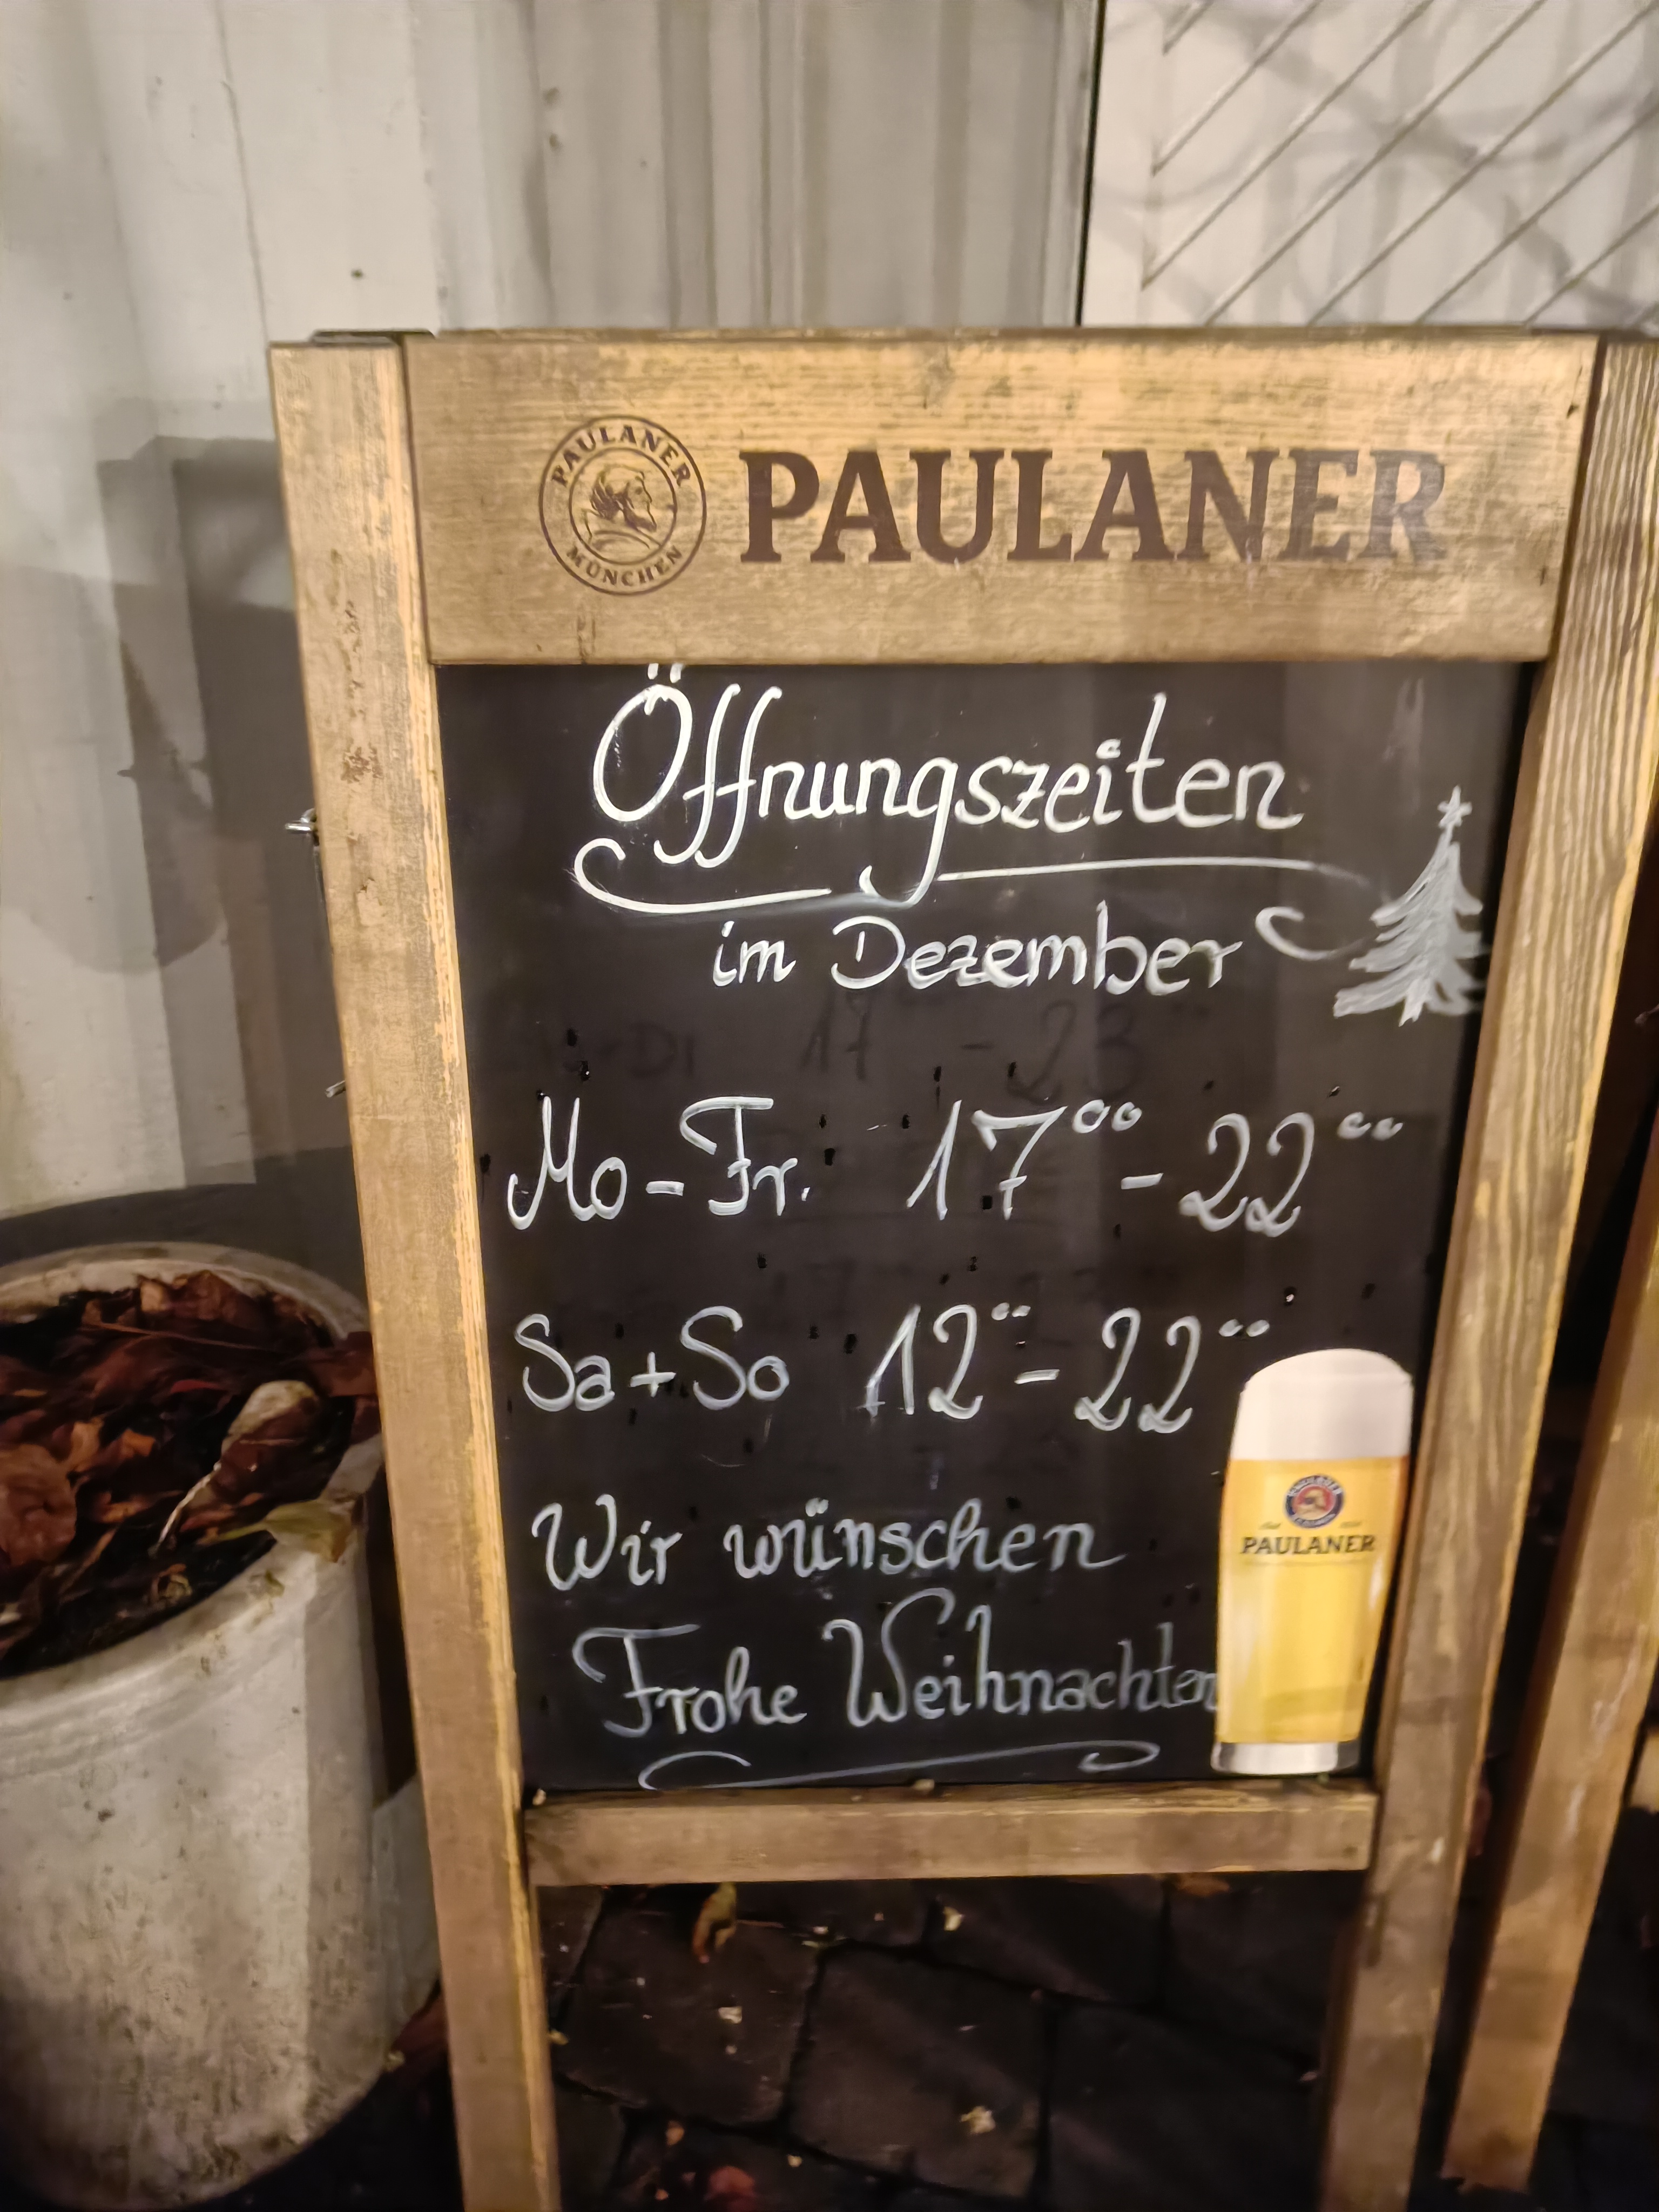 PAULANER
MÜNCHEN
PAULANER
Öffnungszeiten
im Dezember
Mo - Fr. 17⁰⁰ - 22⁰⁰
Sa + So 12⁰⁰ - 22⁰⁰
Wir wünschen
Frohe Weihnachten
PAULANER